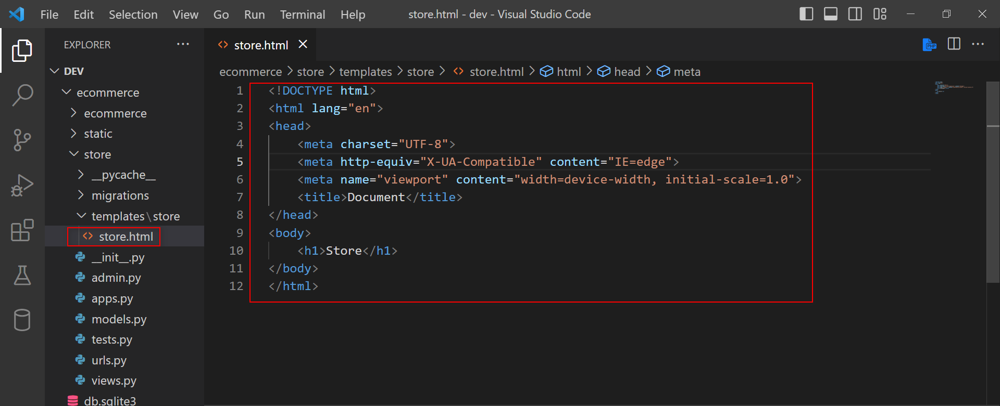 File Edit Selection View Go Run Terminal Help store.html - dev - Visual Studio Code
EXPLORER
DEV
ecommerce
ecommerce
static
store
__pycache__
migrations
templates\store
store.html
__init__.py
admin.py
apps.py
models.py
tests.py
urls.py
views.py
db.sqlite3
store.html
PHP
ecommerce > store > templates > store > store.html > html > head > meta
1 <!DOCTYPE html>
2 <html lang="en">
3 <head>
4     <meta charset="UTF-8">
5     <meta http-equiv="X-UA-Compatible" content="IE=edge">
6     <meta name="viewport" content="width=device-width, initial-scale=1.0">
7     <title>Document</title>
8 </head>
9 <body>
10     <h1>Store</h1>
11 </body>
12 </html>